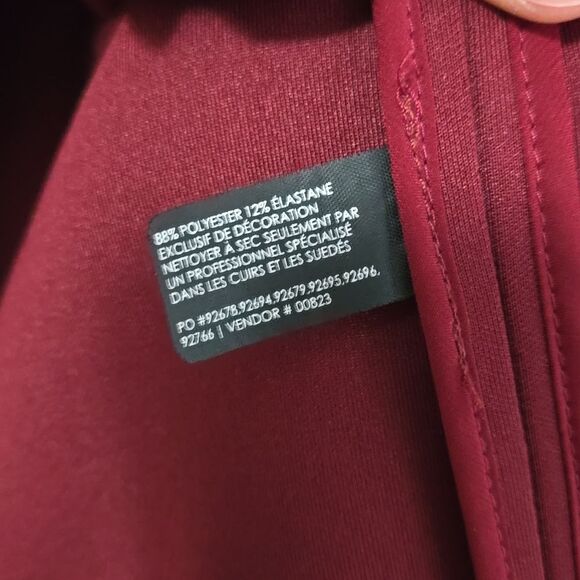 88% POLYESTER 12% ÉLASTANE
EXCLUSIF DE DÉCORATION
NETTOYER À SEC SEULEMENT PAR
UN PROFESSIONNEL SPÉCIALISÉ
DANS LES CUIRS ET LES SUEDÉS
PO #92678,92694,92679,92695,92696,
92766 | VENDOR # 00823